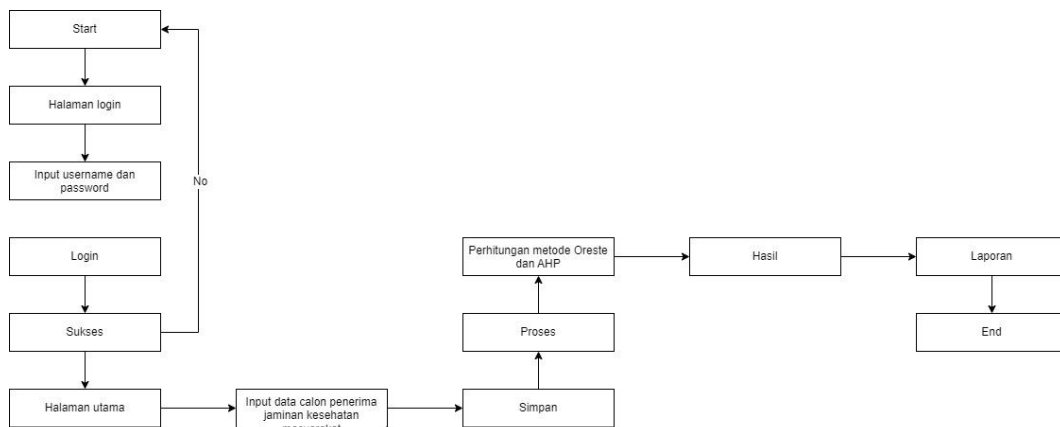 Start
Halaman login
Input username dan
password
No
Login
Sukses
Halaman utama
Input data calon penerima
jaminan kesehatan
masyarakat
Simpan
Proses
Perhitungan metode Oreste
dan AHP
Hasil
Laporan
End